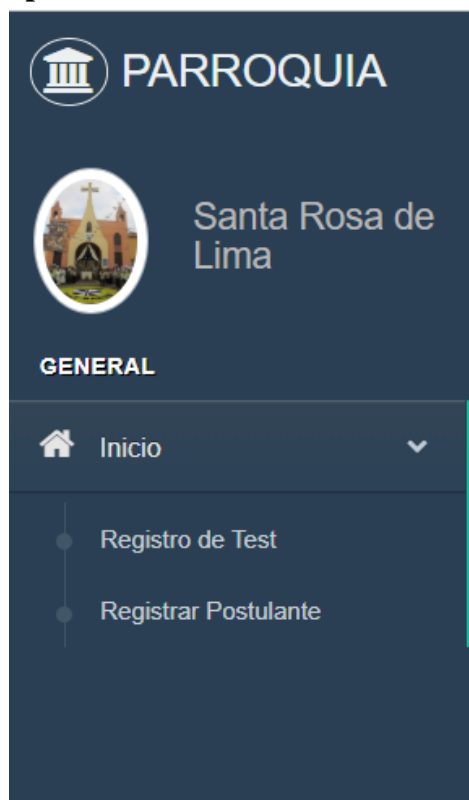 PARROQUIA
Santa Rosa de
Lima
GENERAL
Inicio
Registro de Test
Registrar Postulante